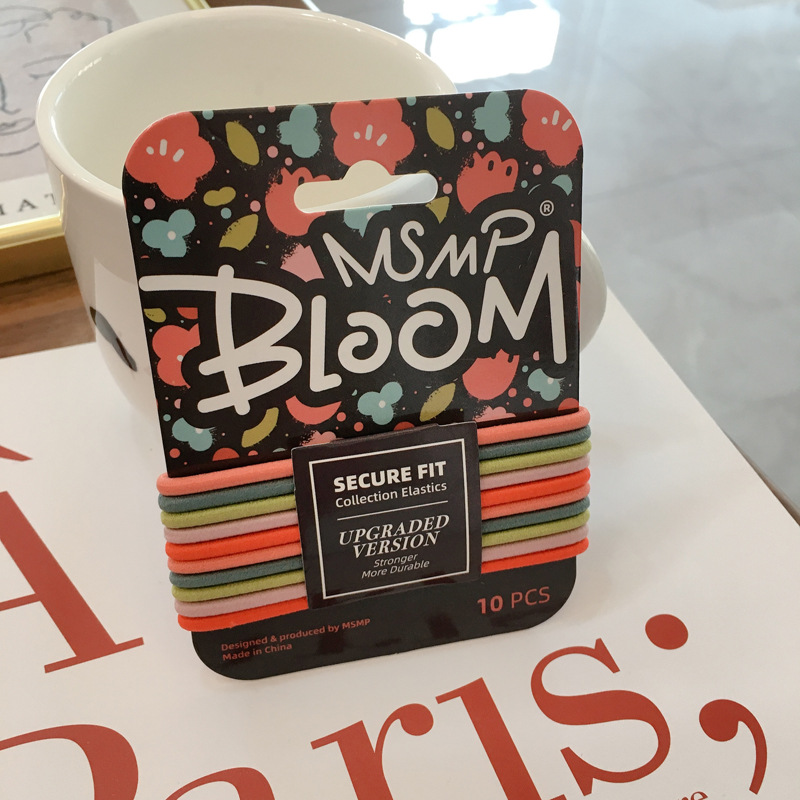 MSMP®
BLOOM
SECURE FIT
Collection Elastics
UPGRADED
VERSION
Stronger
More Durable
10 PCS
Designed & produced by MSMP
Made in China
À
Paris;